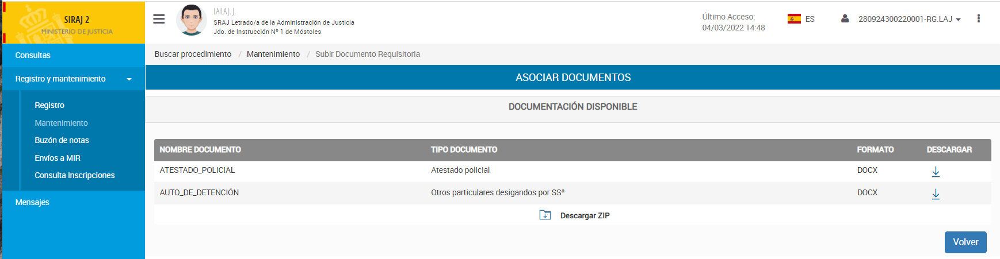 SIRAJ 2
MINISTERIO DE JUSTICIA
LAILA J. J.
SRAJ Letrado/a de la Administración de Justicia
Jdo. de Instrucción Nº 1 de Móstoles
Último Acceso:
04/03/2022 14:48
ES
280924300220001-RG.LAJ
Consultas
Registro y mantenimiento
Registro
Mantenimiento
Buzón de notas
Envíos a MIR
Consulta Inscripciones
Mensajes
Buscar procedimiento / Mantenimiento / Subir Documento Requisitoria
ASOCIAR DOCUMENTOS
DOCUMENTACIÓN DISPONIBLE
NOMBRE DOCUMENTO TIPO DOCUMENTO FORMATO DESCARGAR
ATESTADO_POLICIAL Atestado policial DOCX
AUTO_DE_DETENCIÓN Otros particulares desigandos por SSª DOCX
Descargar ZIP
Volver